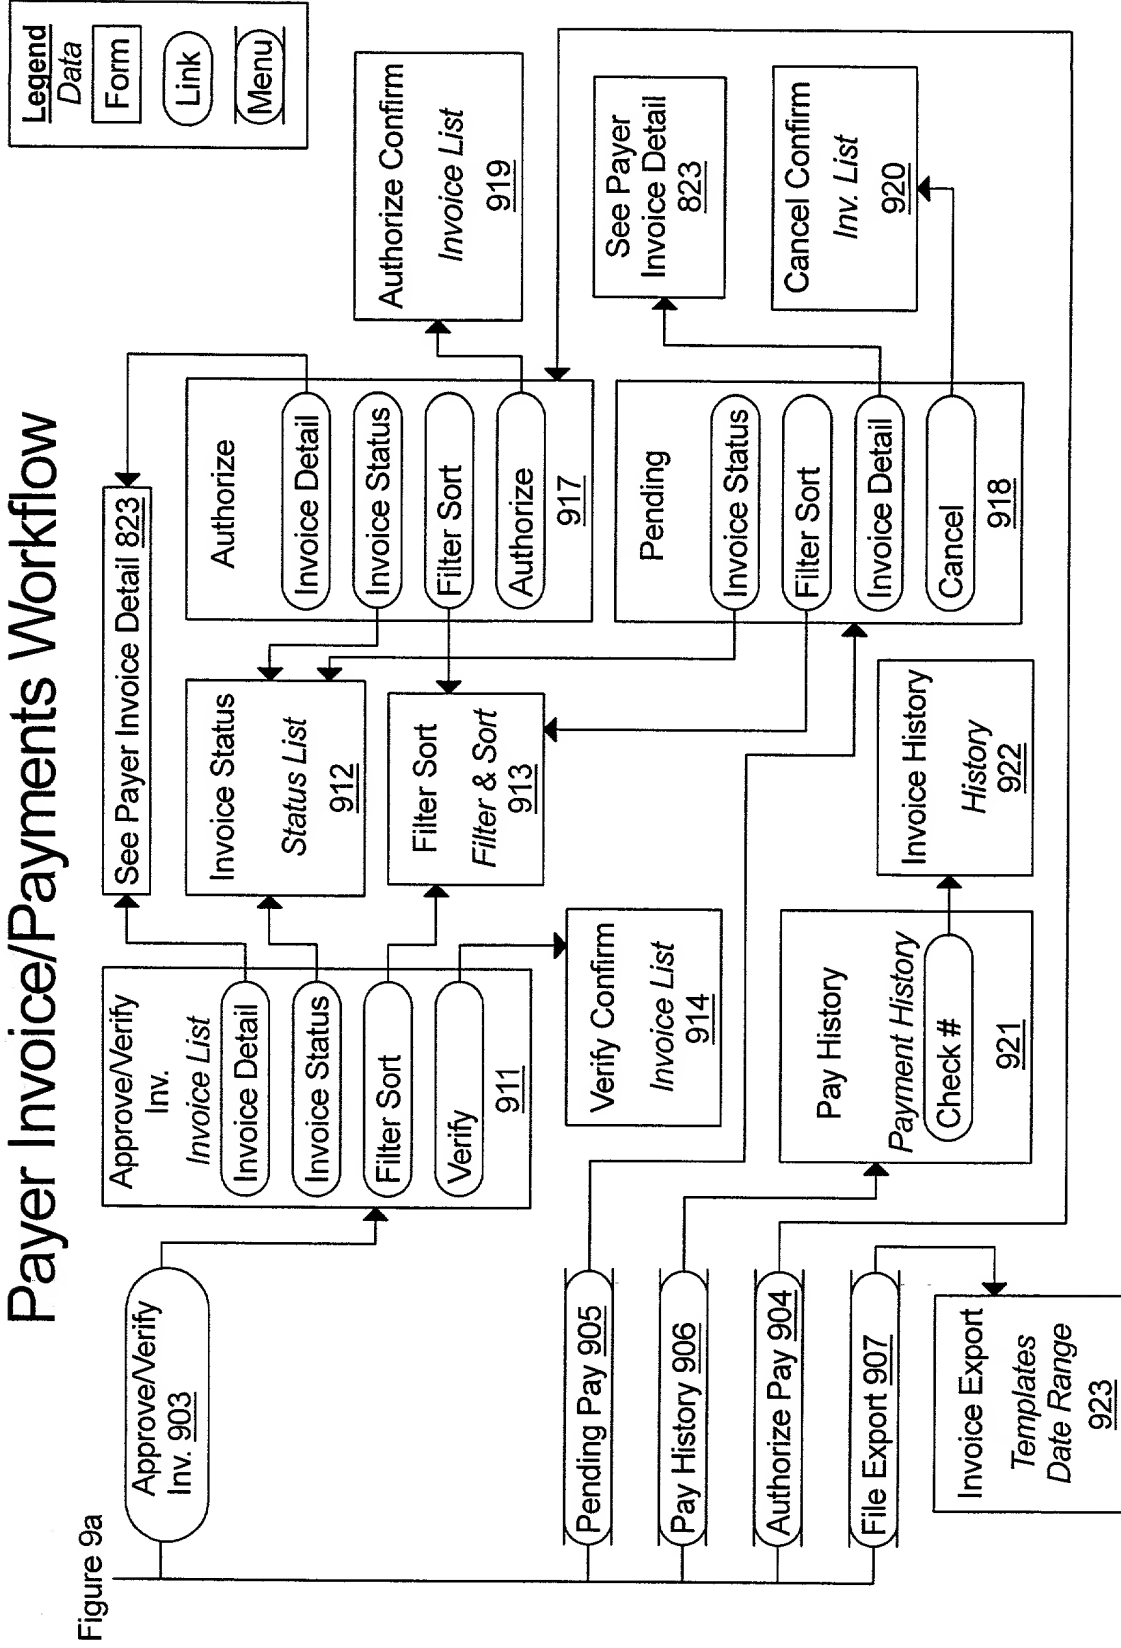 Figure 9a
Payer Invoice/Payments Workflow
Legend
Data
Form
Link
Menu
Approve/Verify
Inv. 903
Pending Pay 905
Pay History 906
Authorize Pay 904
File Export 907
Invoice Export
Templates
Date Range
923
Approve/Verify
Inv.
Invoice List
Invoice Detail
Invoice Status
Filter Sort
Verify
911
Verify Confirm
Invoice List
914
Pay History
Payment History
Check #
921
See Payer Invoice Detail 823
Invoice Status
Status List
912
Filter Sort
Filter & Sort
913
Invoice History
History
922
Authorize
Invoice Detail
Invoice Status
Filter Sort
Authorize
917
Pending
Invoice Status
Filter Sort
Invoice Detail
Cancel
918
Authorize Confirm
Invoice List
919
See Payer
Invoice Detail
823
Cancel Confirm
Inv. List
920